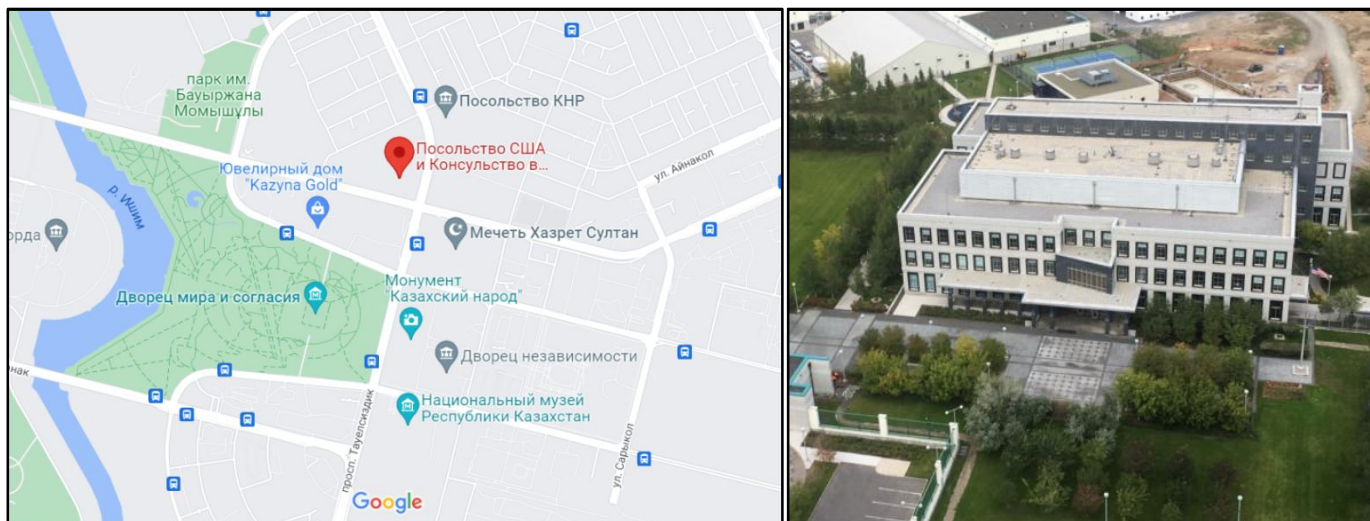 парк им.
Бауыржана
Момышұлы
Посольство КНР
Посольство США
и Консульство в...
Ювелирный дом
"Kazyna Gold"
ул. Айнакол
р. Ишим
орда
Мечеть Хазрет Султан
Монумент
"Казахский народ"
Дворец мира и согласия
Дворец независимости
нак
Национальный музей
Республики Казахстан
просп. Тауелсиздик
ул. Сарыкол
Google